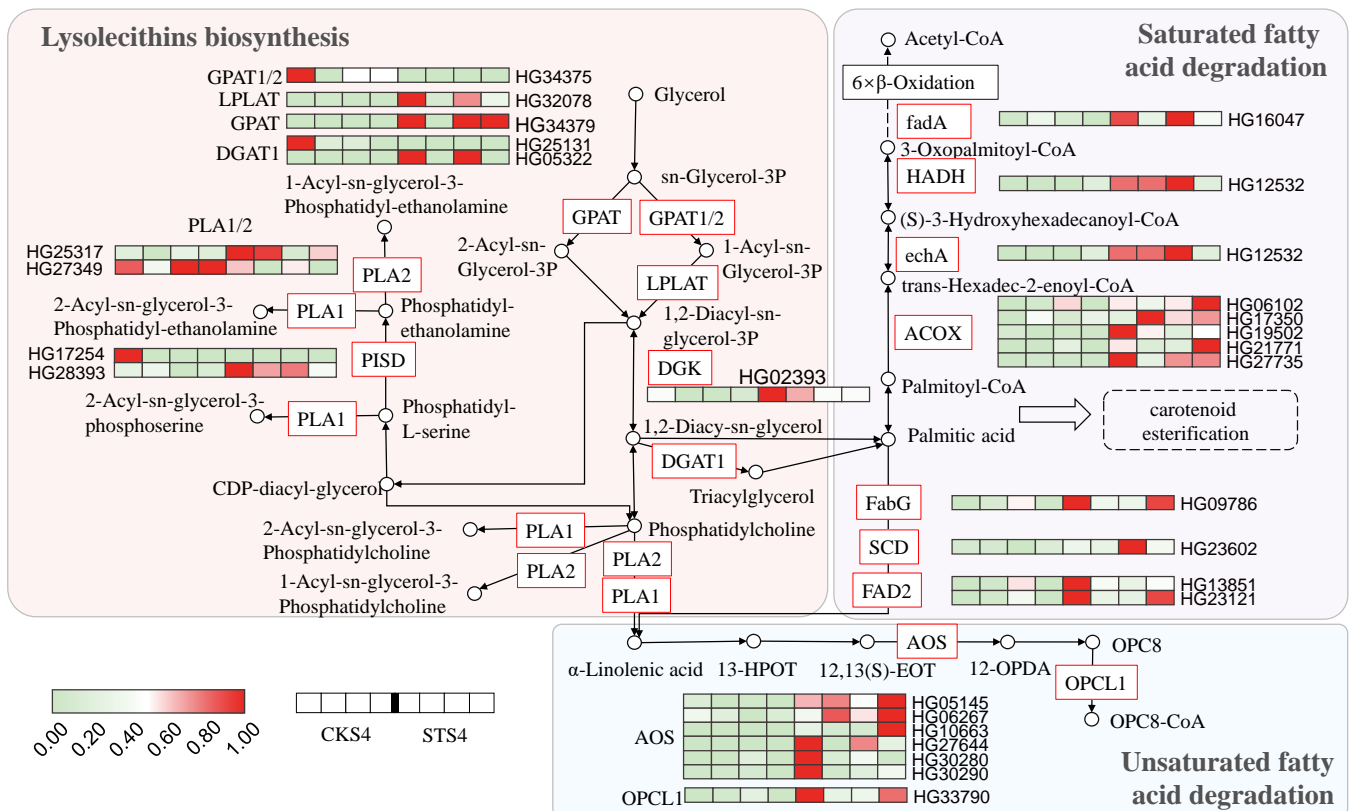 Lysolecithins biosynthesis
GPAT1/2
HG34375
LPLAT
HG32078
GPAT
HG34379
DGAT1
HG25131
HG05322
Glycerol
sn-Glycerol-3P
GPAT
GPAT1/2
2-Acyl-sn-
Glycerol-3P
1-Acyl-sn-
Glycerol-3P
LPLAT
1,2-Diacyl-sn-
glycerol-3P
DGK
HG02393
1,2-Diacy-sn-glycerol
DGAT1
Triacylglycerol
1-Acyl-sn-glycerol-3-
Phosphatidyl-ethanolamine
PLA1/2
HG25317
HG27349
PLA2
2-Acyl-sn-glycerol-3-
Phosphatidyl-ethanolamine
PLA1
Phosphatidyl-
ethanolamine
HG17254
HG28393
PISD
2-Acyl-sn-glycerol-3-
phosphoserine
PLA1
Phosphatidyl-
L-serine
CDP-diacyl-glycerol
2-Acyl-sn-glycerol-3-
Phosphatidylcholine
PLA1
Phosphatidylcholine
PLA2
PLA2
1-Acyl-sn-glycerol-3-
Phosphatidylcholine
PLA1
Saturated fatty
acid degradation
Acetyl-CoA
6×β-Oxidation
fadA
HG16047
3-Oxopalmitoyl-CoA
HADH
HG12532
(S)-3-Hydroxyhexadecanoyl-CoA
echA
HG12532
trans-Hexadec-2-enoyl-CoA
ACOX
HG06102
HG17350
HG19502
HG21771
HG27735
Palmitoyl-CoA
Palmitic acid
carotenoid
esterification
FabG
HG09786
SCD
HG23602
FAD2
HG13851
HG23121
α-Linolenic acid
13-HPOT
12,13(S)-EOT
AOS
12-OPDA
OPC8
OPCL1
OPC8-CoA
AOS
HG05145
HG06267
HG10663
HG27644
HG30280
HG30290
OPCL1
HG33790
Unsaturated fatty
acid degradation
0.00
0.20
0.40
0.60
0.80
1.00
CKS4
STS4